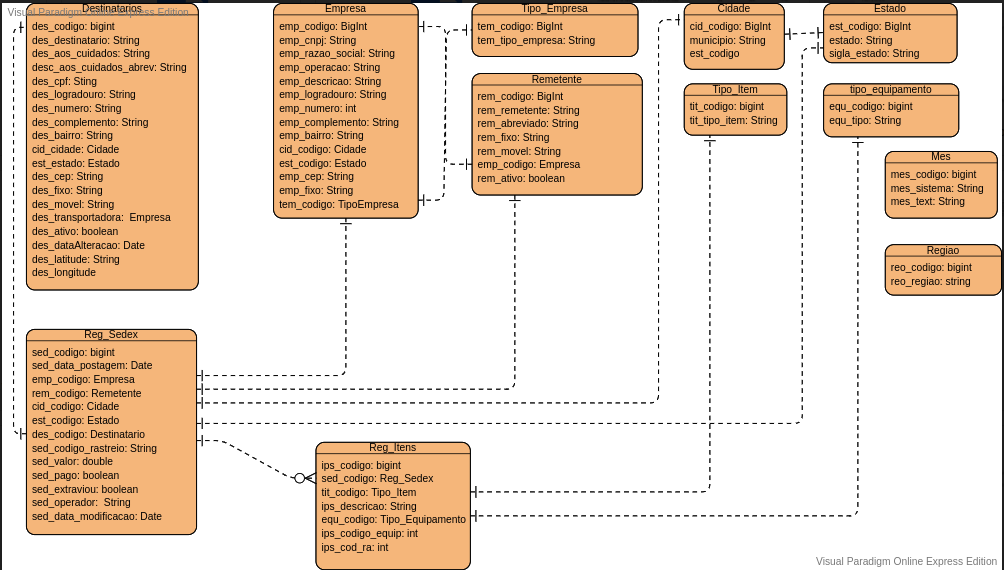 Visual Paradigm Online Express Edition
Destinatários
des_codigo: bigint
des_destinatario: String
des_aos_cuidados: String
desc_aos_cuidados_abrev: String
des_cpf: Sting
des_logradouro: String
des_numero: String
des_complemento: String
des_bairro: String
cid_cidade: Cidade
est_estado: Estado
des_cep: String
des_fixo: String
des_movel: String
des_transportadora: Empresa
des_ativo: boolean
des_dataAlteracao: Date
des_latitude: String
des_longitude
Empresa
emp_codigo: BigInt
emp_cnpj: String
emp_razao_social: String
emp_operacao: String
emp_descricao: String
emp_logradouro: String
emp_numero: int
emp_complemento: String
emp_bairro: String
cid_codigo: Cidade
est_codigo: Estado
emp_cep: String
emp_fixo: String
tem_codigo: TipoEmpresa
Tipo_Empresa
tem_codigo: BigInt
tem_tipo_empresa: String
Remetente
rem_codigo: BigInt
rem_remetente: String
rem_abreviado: String
rem_fixo: String
rem_movel: String
emp_codigo: Empresa
rem_ativo: boolean
Cidade
cid_codigo: BigInt
municipio: String
est_codigo
Estado
est_codigo: BigInt
estado: String
sigla_estado: String
Tipo_Item
tit_codigo: bigint
tit_tipo_item: String
tipo_equipamento
equ_codigo: bigint
equ_tipo: String
Mes
mes_codigo: bigint
mes_sistema: String
mes_text: String
Regiao
reo_codigo: bigint
reo_regiao: string
Reg_Sedex
sed_codigo: bigint
sed_data_postagem: Date
emp_codigo: Empresa
rem_codigo: Remetente
cid_codigo: Cidade
est_codigo: Estado
des_codigo: Destinatario
sed_codigo_rastreio: String
sed_valor: double
sed_pago: boolean
sed_extraviou: boolean
sed_operador: String
sed_data_modificacao: Date
Reg_Itens
ips_codigo: bigint
sed_codigo: Reg_Sedex
tit_codigo: Tipo_Item
ips_descricao: String
equ_codigo: Tipo_Equipamento
ips_codigo_equip: int
ips_cod_ra: int
Visual Paradigm Online Express Edition